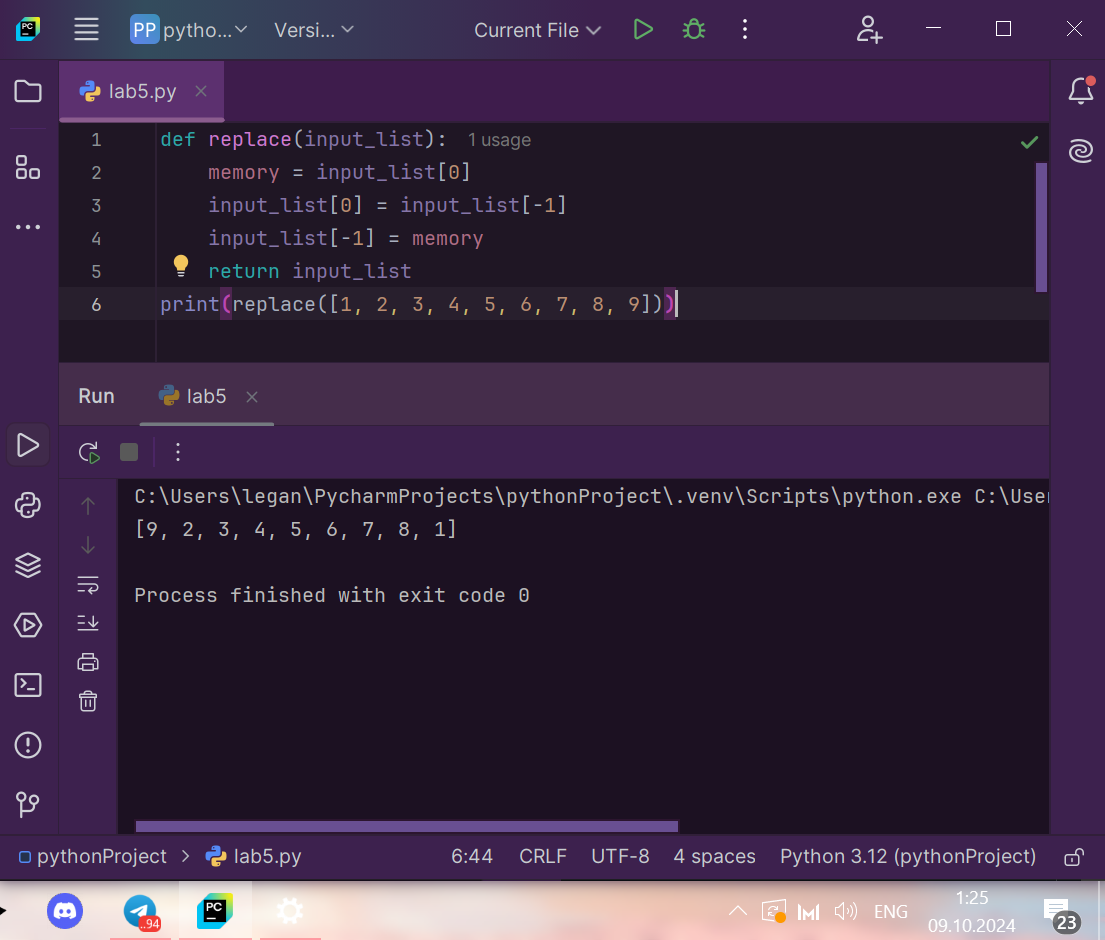 PC PP pytho... Versi... Current File
lab5.py
1 def replace(input_list): 1 usage
2 memory = input_list[0]
3 input_list[0] = input_list[-1]
4 input_list[-1] = memory
5 return input_list
6 print(replace([1, 2, 3, 4, 5, 6, 7, 8, 9]))
Run lab5
C:\Users\legan\PycharmProjects\pythonProject\.venv\Scripts\python.exe C:\User
[9, 2, 3, 4, 5, 6, 7, 8, 1]
Process finished with exit code 0
pythonProject > lab5.py 6:44 CRLF UTF-8 4 spaces Python 3.12 (pythonProject)
..94 PC ENG 1:25
09.10.2024 23